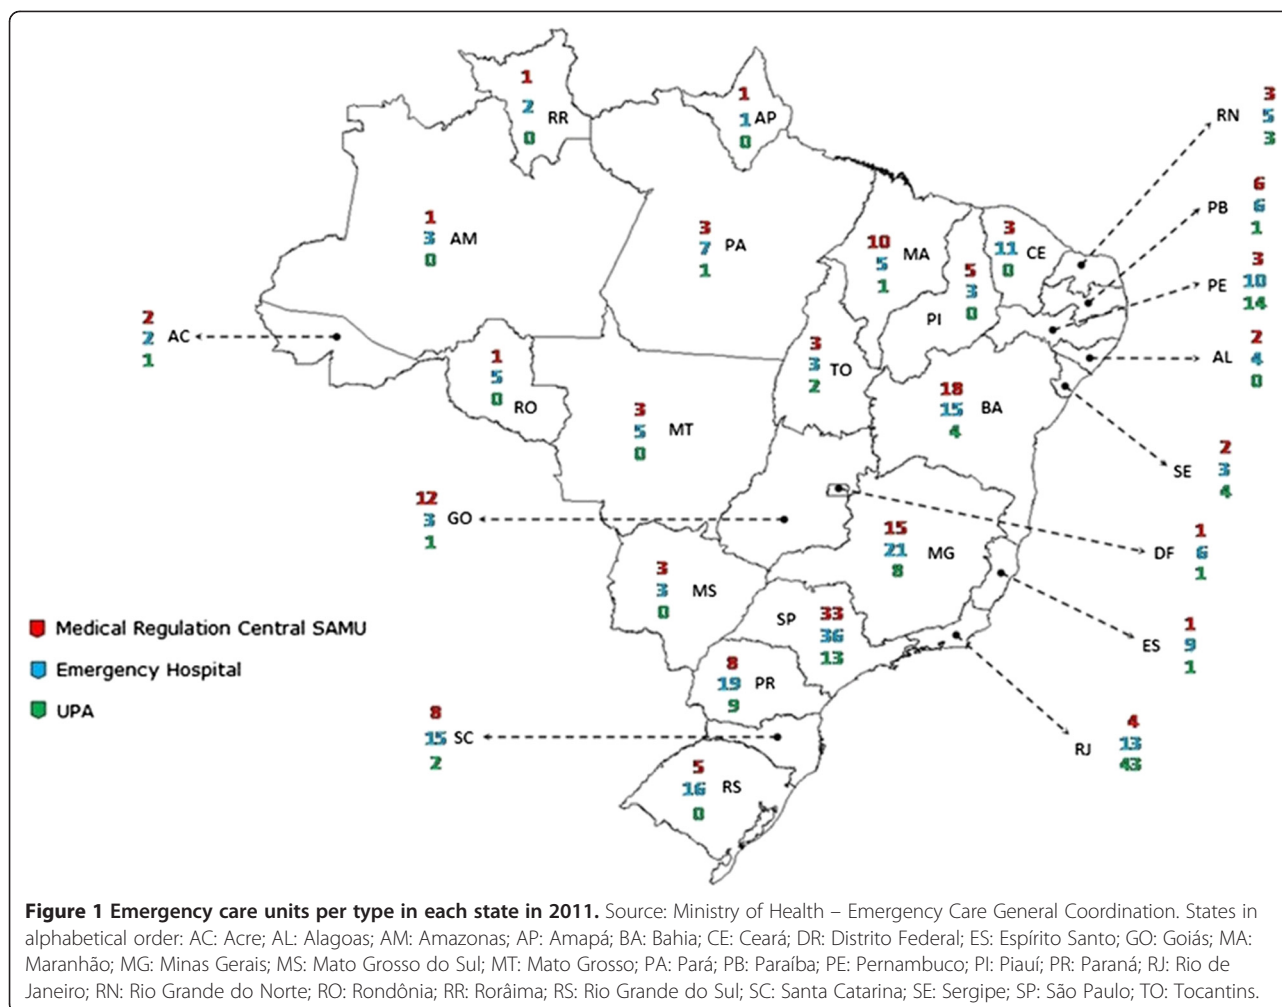 1
2
RR
0
1
1 AP
0
RN
3
5
3
PB
6
6
1
1
3
AM
0
3
7
PA
1
10
5
MA
1
3
11
CE
0
5
3
PI
0
PE
3
10
14
2
2
AC
1
1
5
0
RO
3
3
TO
2
AL
2
4
0
18
15
BA
4
3
5
MT
0
SE
2
3
4
12
3
GO
1
15
21
MG
8
DF
1
6
1
3
3
MS
0
SP
33
36
13
ES
1
9
1
Medical Regulation Central SAMU
Emergency Hospital
UPA
8
19
PR
9
8
15
SC
2
RJ
4
13
43
5
16
RS
0
Figure 1 Emergency care units per type in each state in 2011. Source: Ministry of Health – Emergency Care General Coordination. States in
alphabetical order: AC: Acre; AL: Alagoas; AM: Amazonas; AP: Amapá; BA: Bahia; CE: Ceará; DR: Distrito Federal; ES: Espírito Santo; GO: Goiás; MA:
Maranhão; MG: Minas Gerais; MS: Mato Grosso do Sul; MT: Mato Grosso; PA: Pará; PB: Paraíba; PE: Pernambuco; PI: Piauí; PR: Paraná; RJ: Rio de
Janeiro; RN: Rio Grande do Norte; RO: Rondônia; RR: Rorâima; RS: Rio Grande do Sul; SC: Santa Catarina; SE: Sergipe; SP: São Paulo; TO: Tocantins.